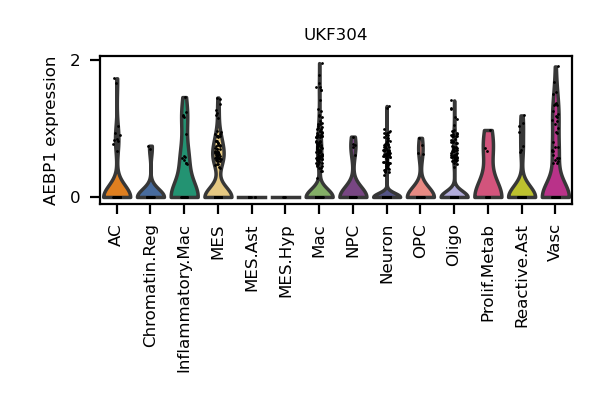 UKF304
AEBP1 expression
2
0
AC
Chromatin.Reg
Inflammatory.Mac
MES
MES.Ast
MES.Hyp
Mac
NPC
Neuron
OPC
Oligo
Prolif.Metab
Reactive.Ast
Vasc